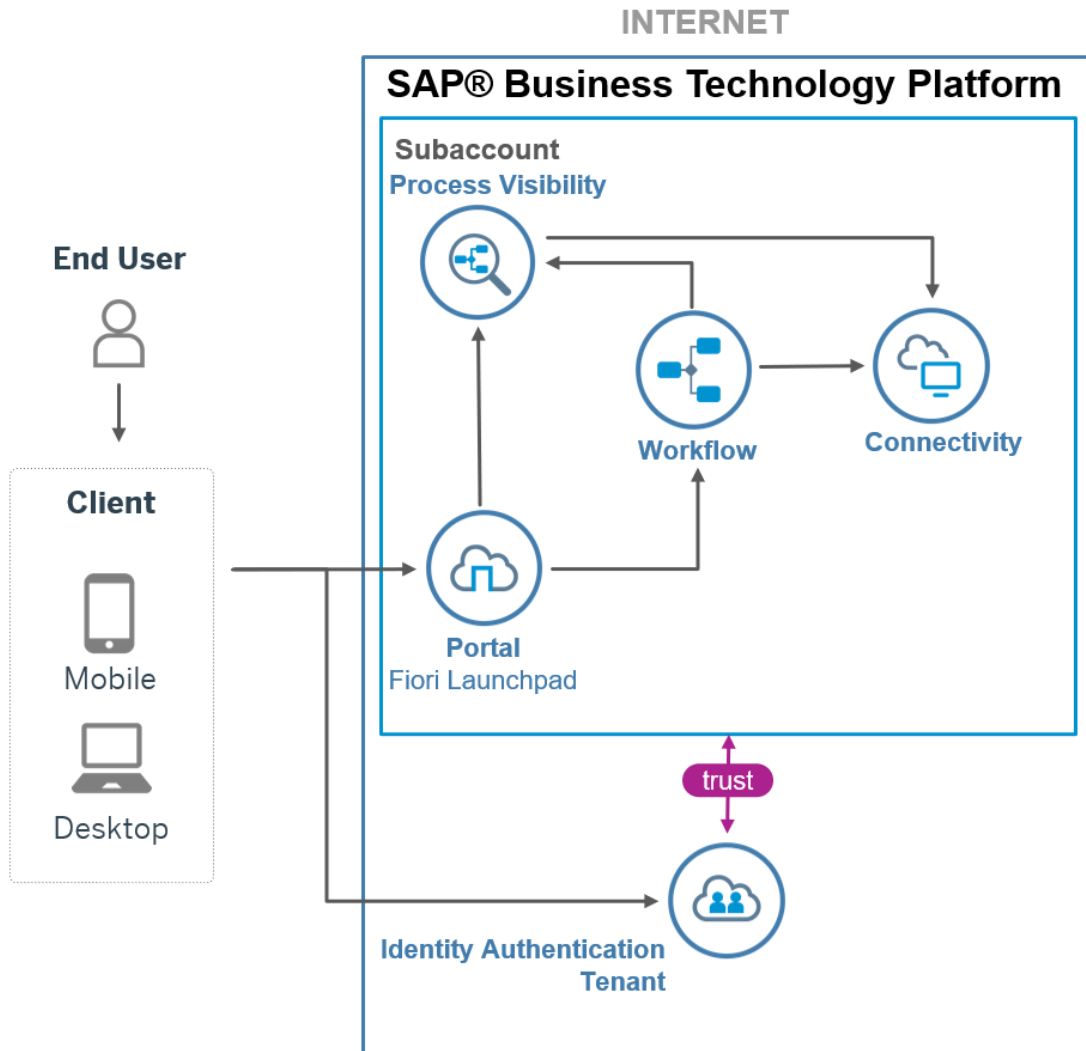 INTERNET
SAP® Business Technology Platform
Subaccount
Process Visibility
End User
Workflow
Connectivity
Client
Mobile
Desktop
Portal
Fiori Launchpad
trust
Identity Authentication
Tenant